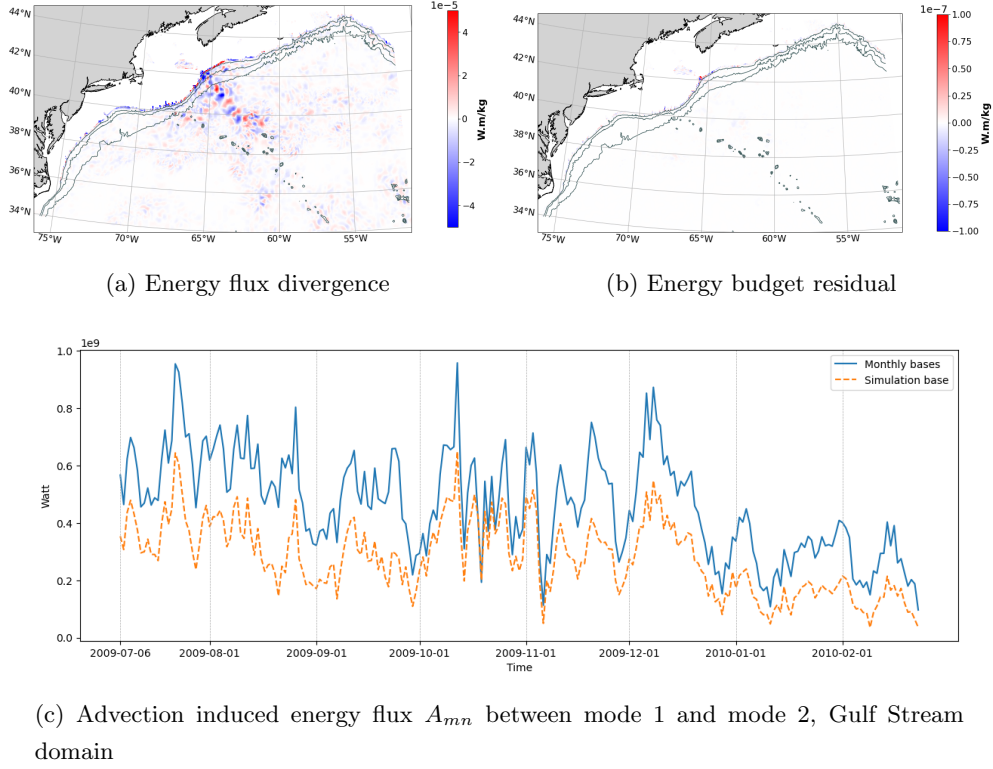 1e−5
1e−7
44°N
42°N
40°N
38°N
36°N
34°N
75°W
70°W
65°W
60°W
55°W
4
2
0
−2
−4
W.m/kg
44°N
42°N
40°N
38°N
36°N
34°N
75°W
70°W
65°W
60°W
55°W
1.00
0.75
0.50
0.25
0.00
−0.25
−0.50
−0.75
−1.00
W.m/kg
(a) Energy flux divergence
(b) Energy budget residual
1e9
1.0
0.8
0.6
0.4
0.2
0.0
Watt
Monthly bases
Simulation base
2009-07-06
2009-08-01
2009-09-01
2009-10-01
2009-11-01
2009-12-01
2010-01-01
2010-02-01
Time
(c) Advection induced energy flux Amn between mode 1 and mode 2, Gulf Stream
domain